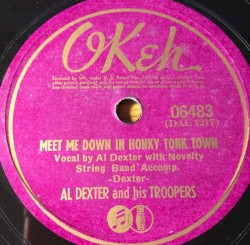 OKeh
06483
(DAL 1217)
MEET ME DOWN IN HONKY TONK TOWN
Vocal by Al Dexter with Novelty
String Band Accomp.
-Dexter-
AL DEXTER and his TROOPERS